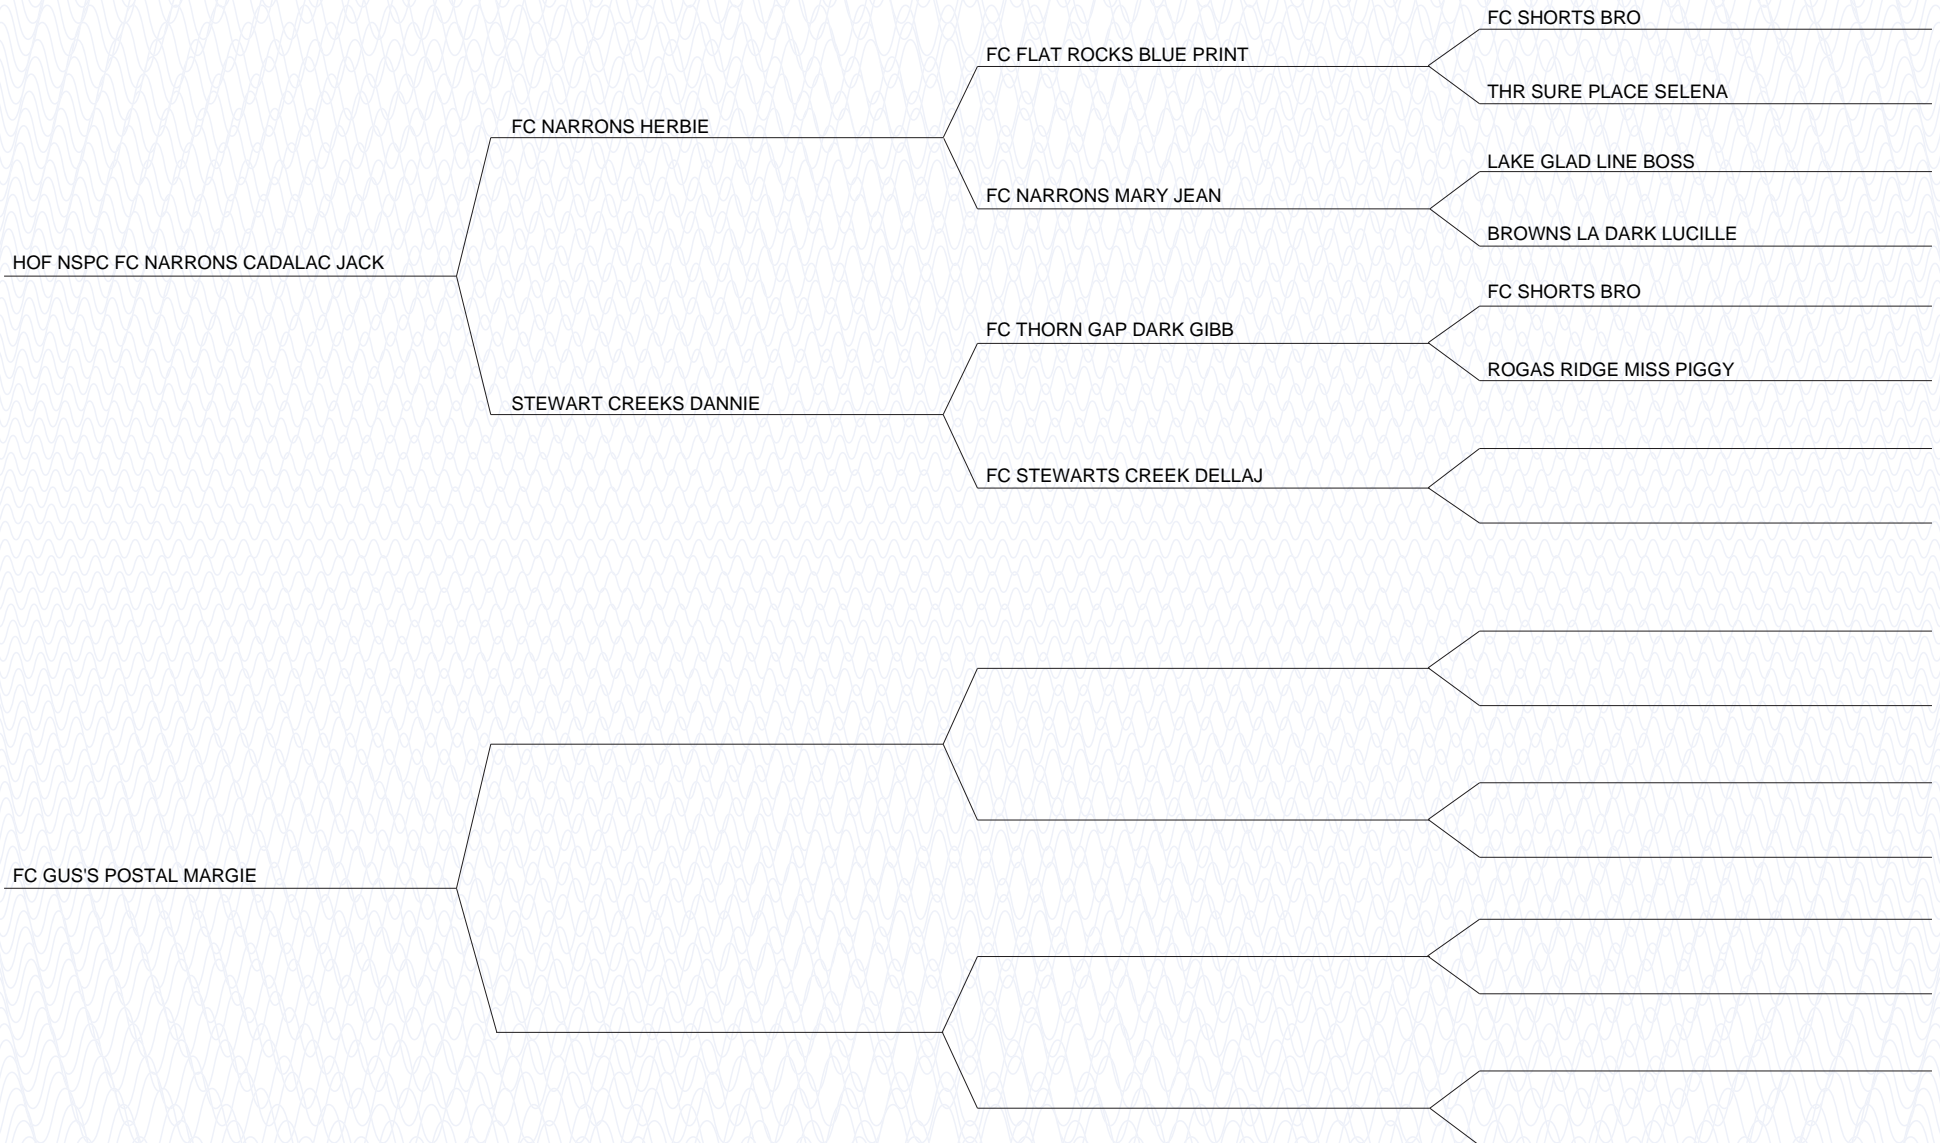 FC SHORTS BRO
FC FLAT ROCKS BLUE PRINT
THR SURE PLACE SELENA
FC NARRONS HERBIE
LAKE GLAD LINE BOSS
FC NARRONS MARY JEAN
BROWNS LA DARK LUCILLE
HOF NSPC FC NARRONS CADALAC JACK
FC SHORTS BRO
FC THORN GAP DARK GIBB
ROGAS RIDGE MISS PIGGY
STEWART CREEKS DANNIE
FC STEWARTS CREEK DELLAJ
FC GUS'S POSTAL MARGIE